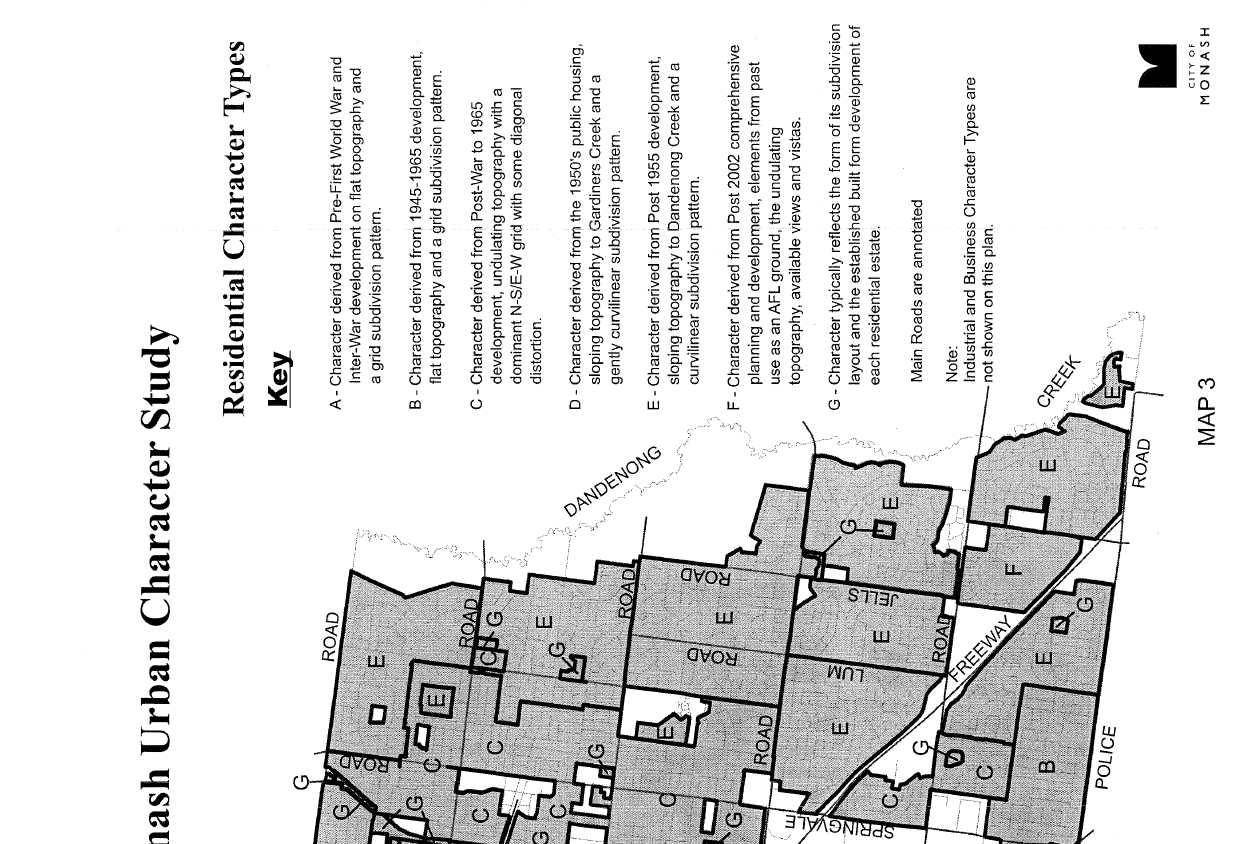 nash Urban Character Study
Residential Character Types
Key
A - Character derived from Pre-First World War and
Inter-War development on flat topography and
a grid subdivision pattern.
B - Character derived from 1945-1965 development,
flat topography and a grid subdivision pattern.
C - Character derived from Post-War to 1965
development, undulating topography with a
dominant N-S/E-W grid with some diagonal
distortion.
D - Character derived from the 1950's public housing,
sloping topography to Gardiners Creek and a
gently curvilinear subdivision pattern.
E - Character derived from Post 1955 development,
sloping topography to Dandenong Creek and a
curvilinear subdivision pattern.
F - Character derived from Post 2002 comprehensive
planning and development, elements from past
use as an AFL ground, the undulating
topography, available views and vistas.
G - Character typically reflects the form of its subdivision
layout and the established built form development of
each residential estate.
Main Roads are annotated
Note:
Industrial and Business Character Types are
not shown on this plan.
CITY OF
MONASH
MAP 3
DANDENONG
CREEK
ROAD
ROAD
ROAD
ROAD
ROAD
ROAD
ROAD
ROAD
ROAD
JELLS
LUM
FREEWAY
SPRINGVALE
POLICE
E
E
E
E
E
E
E
E
E
E
E
E
F
B
C
C
C
C
C
C
C
G
G
G
G
G
G
G
G
G
G
G
G